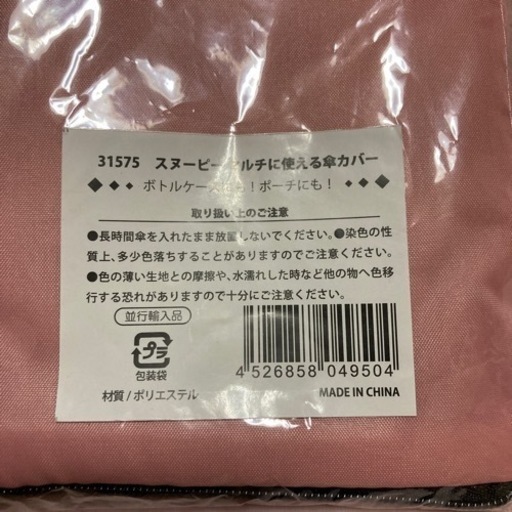 31575 スヌーピーマルチに使える傘カバー
ボトルケースにも!ポーチにも!
取り扱い上のご注意
●長時間傘を入れたまま放置しないでください。●染色の性
質上、多少色落ちすることがありますのでご注意ください。
●色の薄い生地との摩擦や、水濡れした時など他の物へ色移
行する恐れがありますので十分にご注意ください。
並行輸入品
プラ
包装袋
4 526858 049504
材質/ポリエステル
MADE IN CHINA